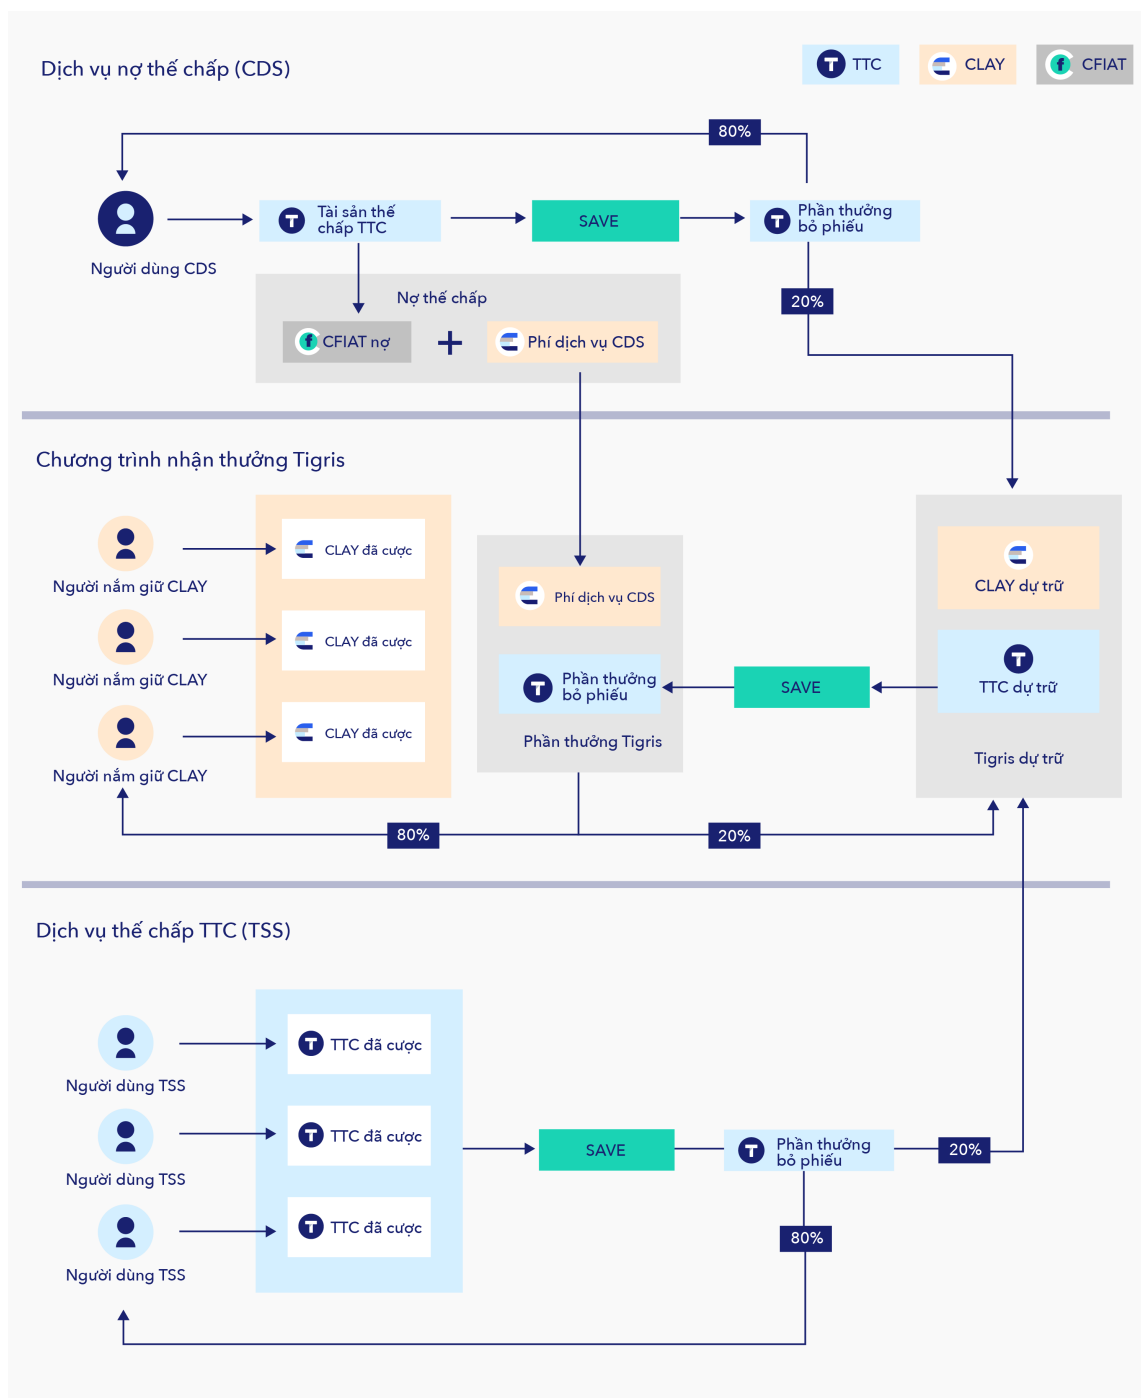 Dịch vụ nợ thế chấp (CDS)
TTC
CLAY
CFIAT
80%
Tài sản thế
chấp TTC
SAVE
Phần thưởng
bỏ phiếu
Người dùng CDS
20%
Nợ thế chấp
CFIAT nợ
+
Phí dịch vụ CDS
Chương trình nhận thưởng Tigris
CLAY đã cược
Người nắm giữ CLAY
CLAY đã cược
Người nắm giữ CLAY
CLAY đã cược
Người nắm giữ CLAY
Phí dịch vụ CDS
Phần thưởng
bỏ phiếu
Phần thưởng Tigris
SAVE
CLAY dự trữ
TTC dự trữ
Tigris dự trữ
80%
20%
Dịch vụ thế chấp TTC (TSS)
TTC đã cược
Người dùng TSS
TTC đã cược
Người dùng TSS
TTC đã cược
Người dùng TSS
SAVE
Phần thưởng
bỏ phiếu
20%
80%